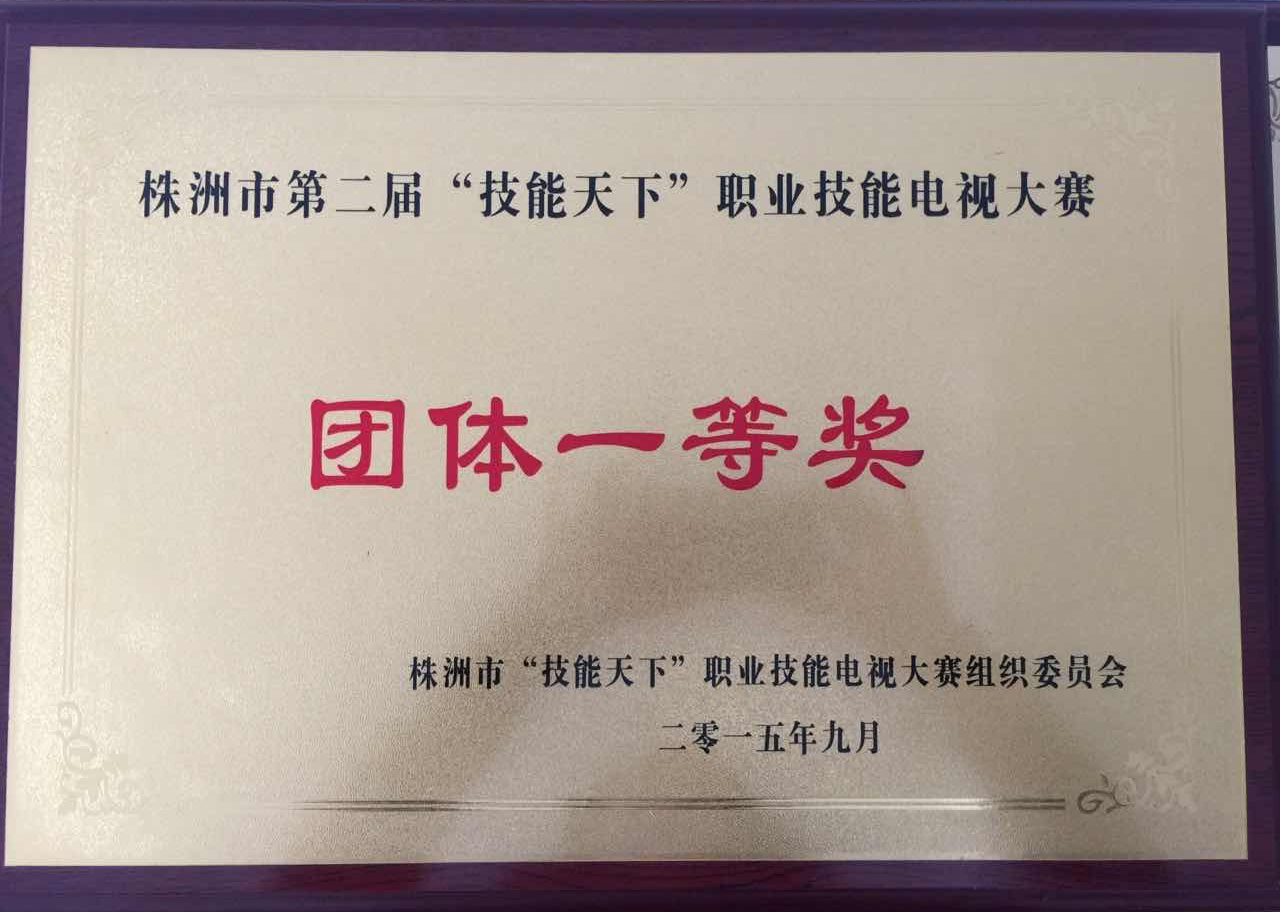 株洲市第二届“技能天下”职业技能电视大赛
团体一等奖
株洲市“技能天下”职业技能电视大赛组织委员会
二零一五年九月